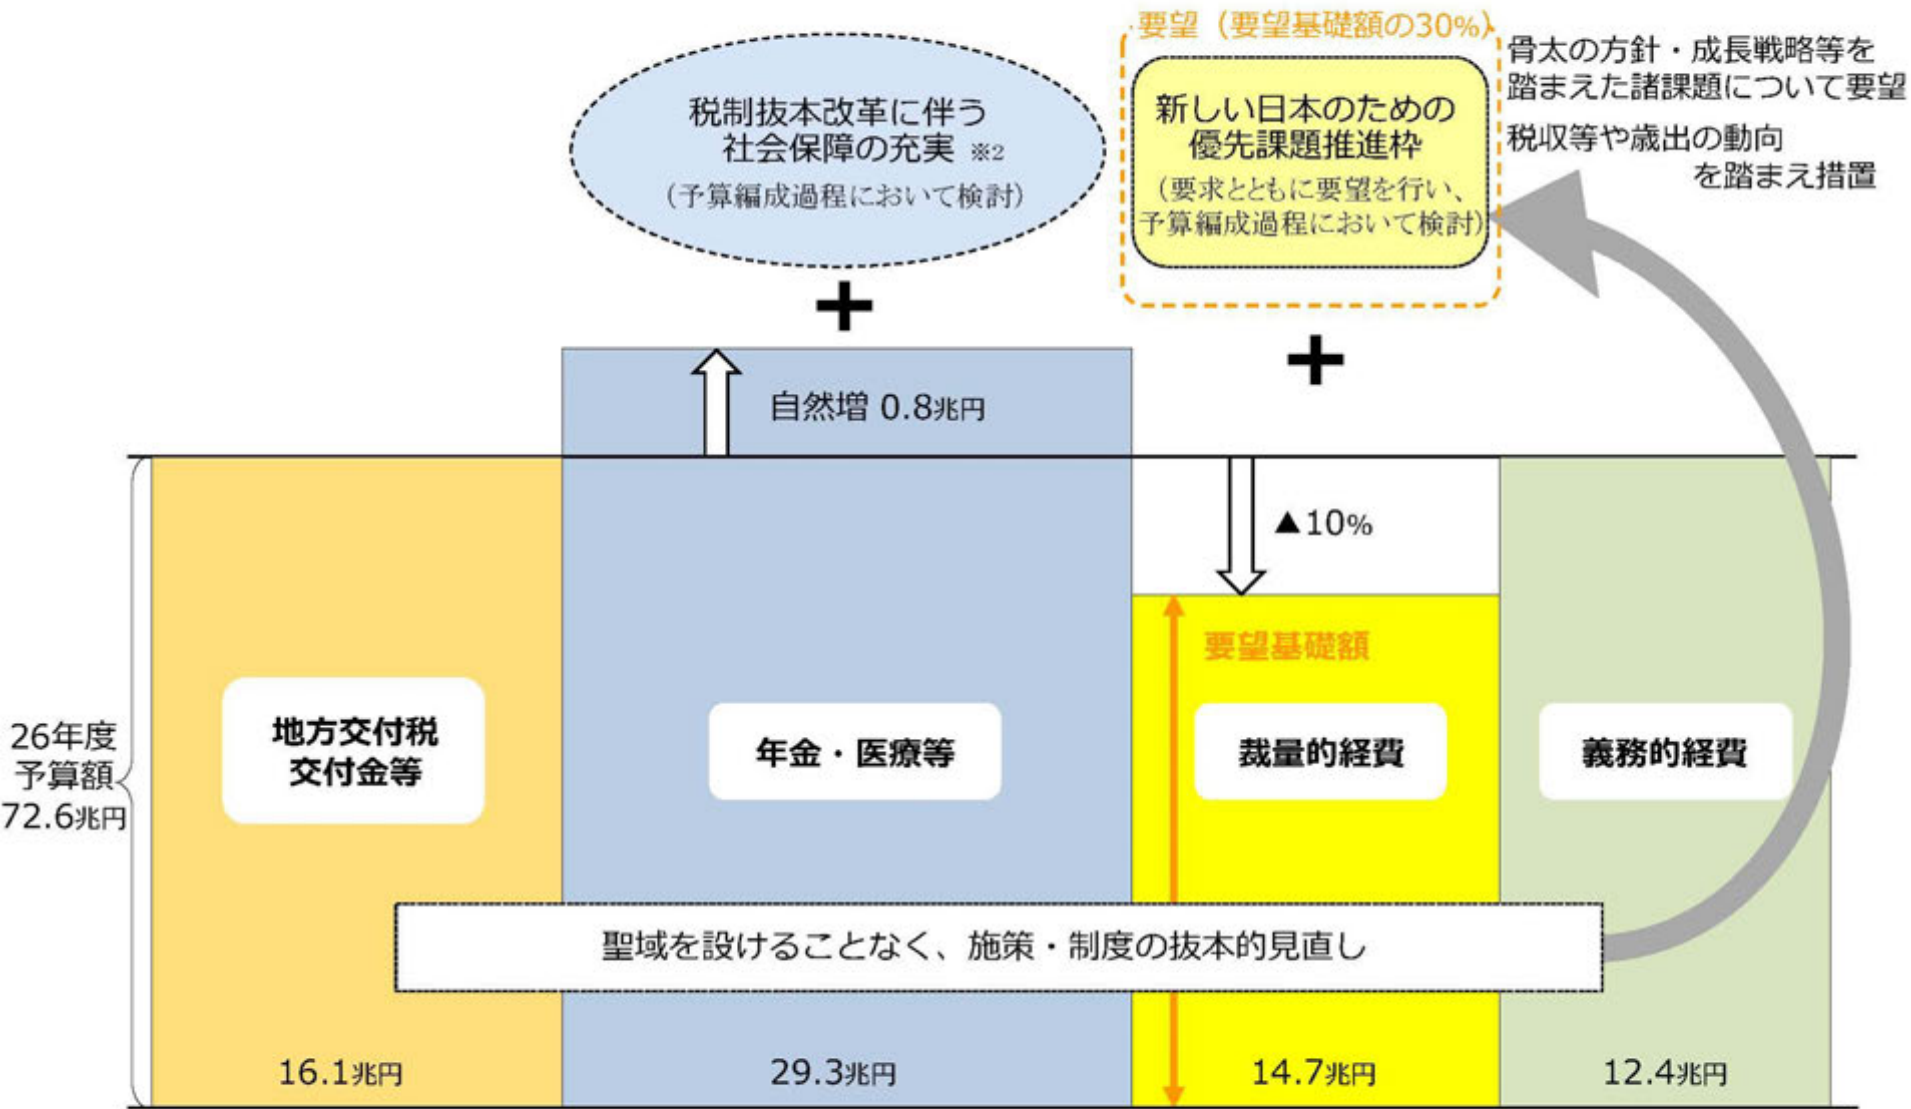 要望（要望基礎額の30%）
骨太の方針・成長戦略等を
踏まえた諸課題について要望
税収等や歳出の動向
を踏まえ措置
税制抜本改革に伴う
社会保障の充実 ※2
（予算編成過程において検討）
新しい日本のための
優先課題推進枠
（要求とともに要望を行い、
予算編成過程において検討）
+
+
自然増 0.8兆円
▲10%
要望基礎額
26年度
予算額
72.6兆円
地方交付税
交付金等
年金・医療等
裁量的経費
義務的経費
聖域を設けることなく、施策・制度の抜本的見直し
16.1兆円
29.3兆円
14.7兆円
12.4兆円